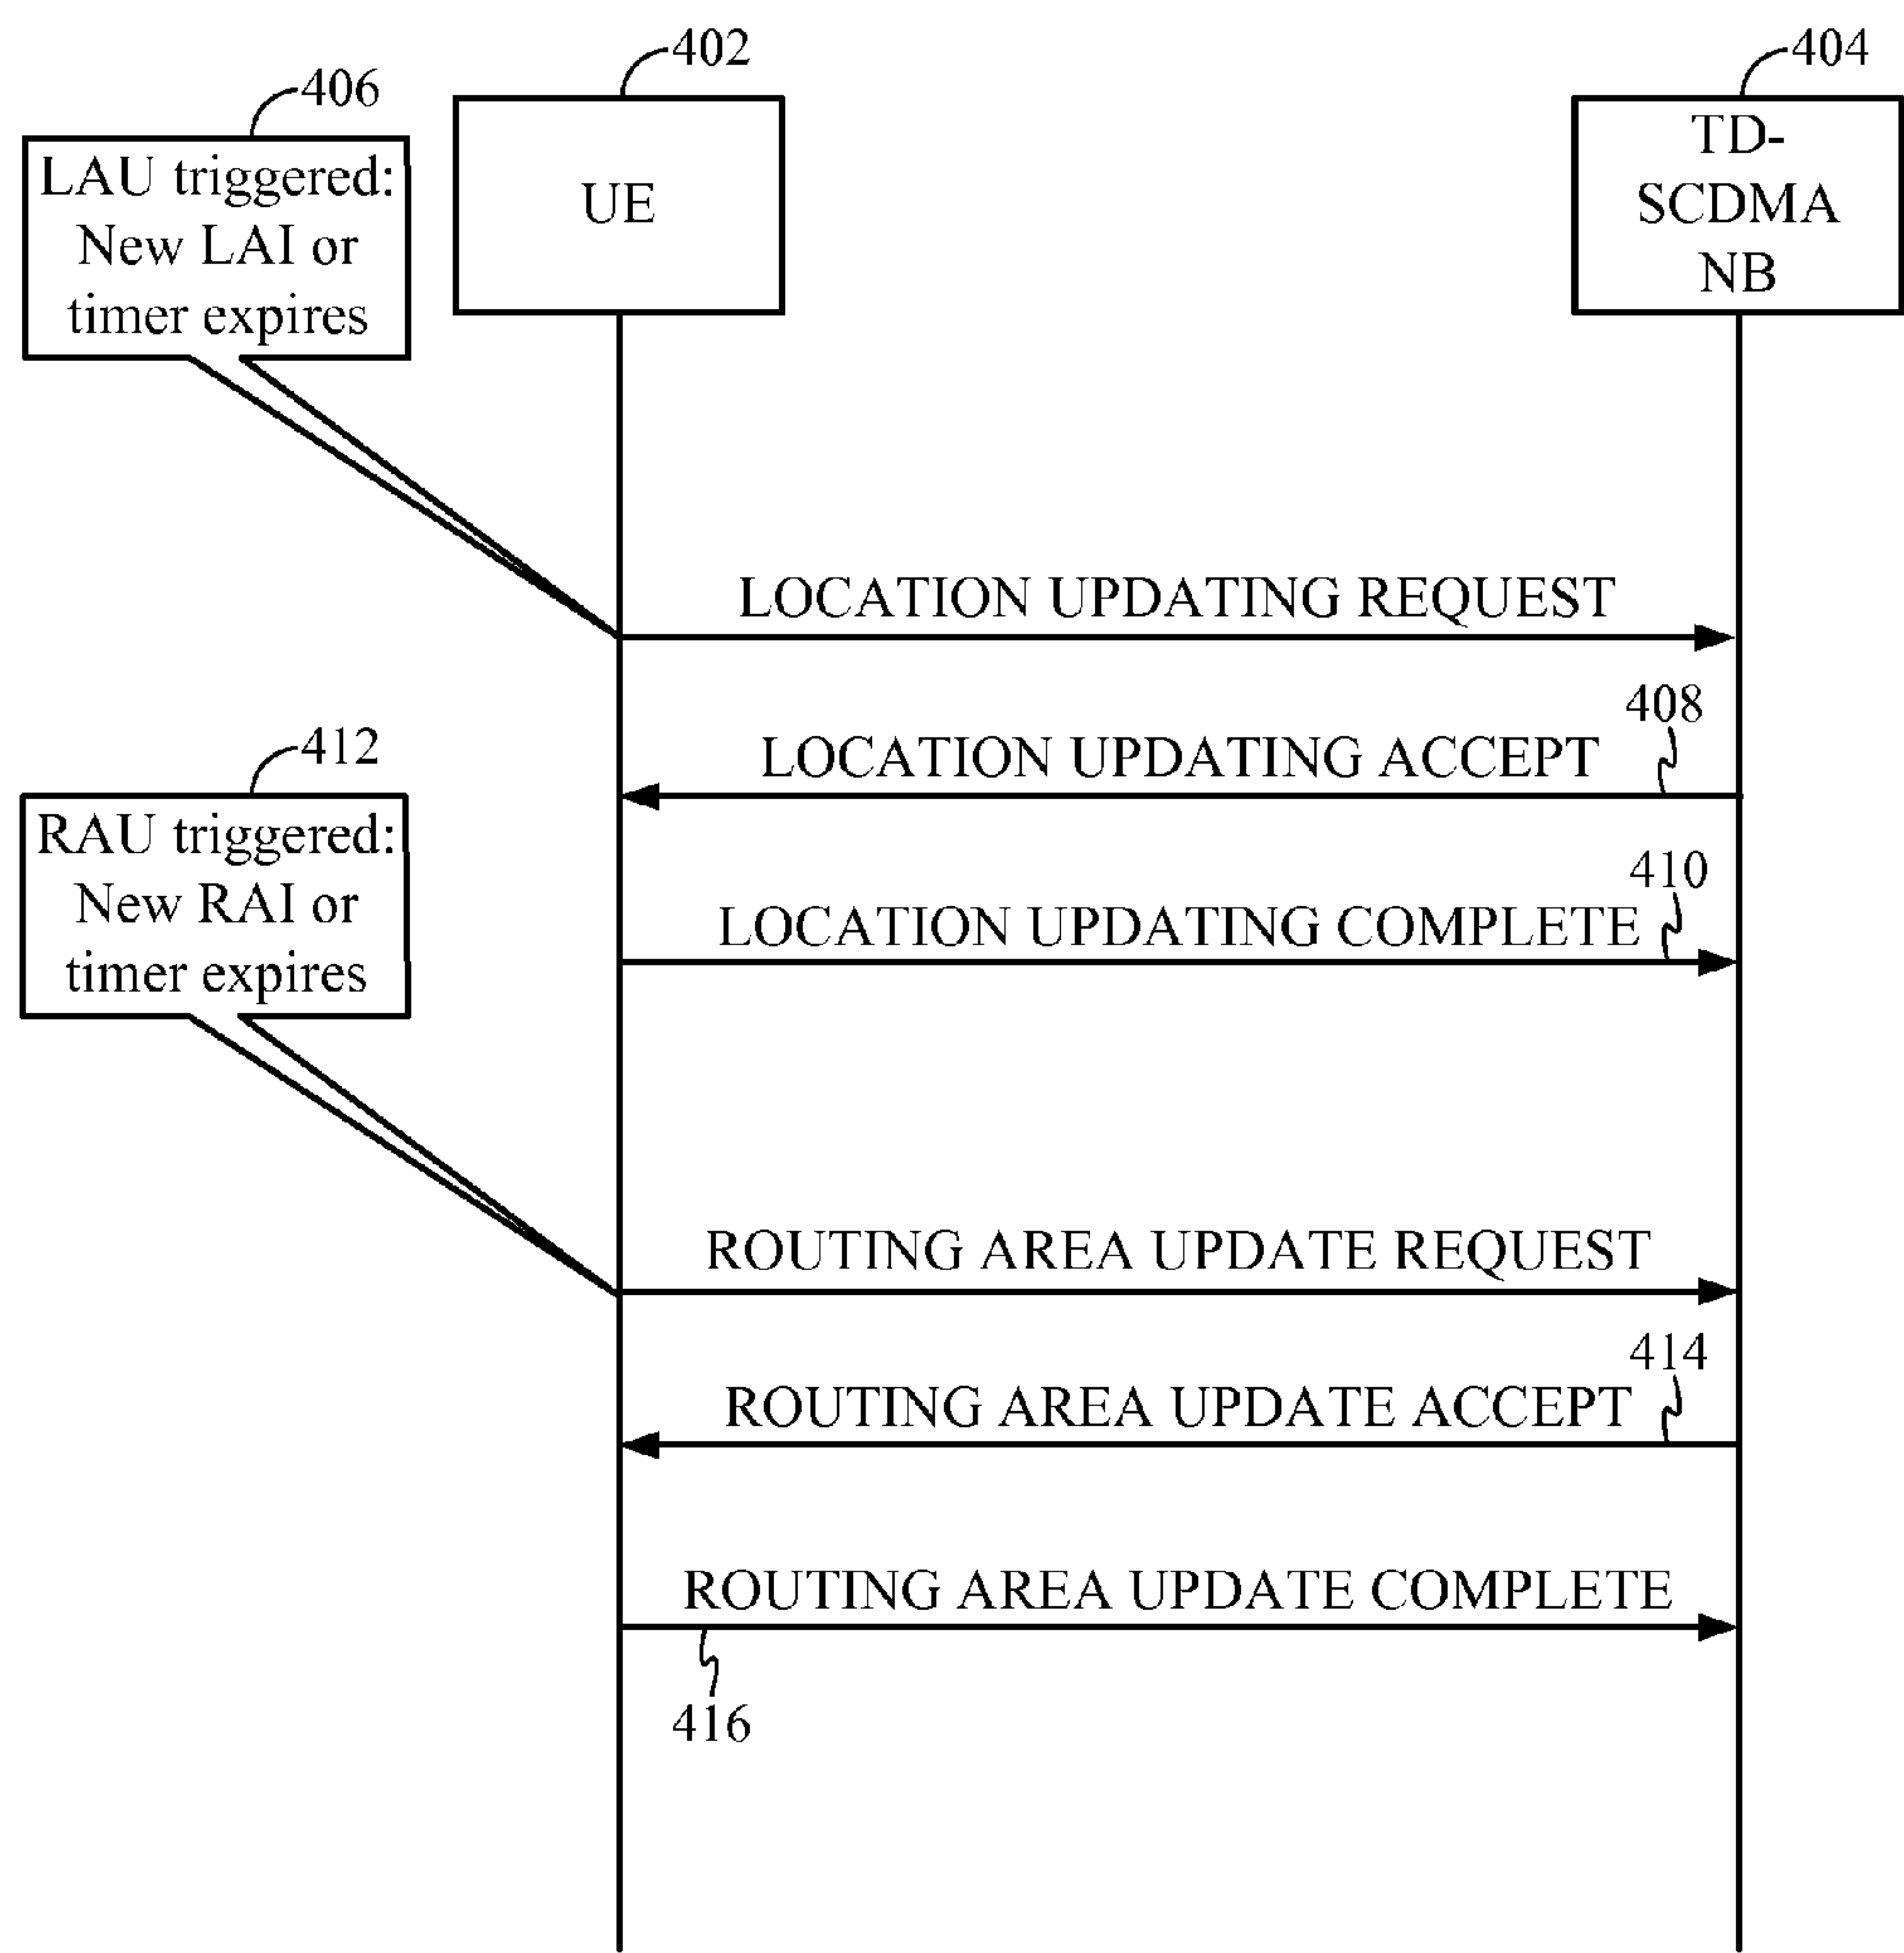 402
404
406
LAU triggered:
New LAI or
timer expires
UE
TD-
SCDMA
NB
LOCATION UPDATING REQUEST
408
LOCATION UPDATING ACCEPT
412
RAU triggered:
New RAI or
timer expires
410
LOCATION UPDATING COMPLETE
ROUTING AREA UPDATE REQUEST
414
ROUTING AREA UPDATE ACCEPT
ROUTING AREA UPDATE COMPLETE
416